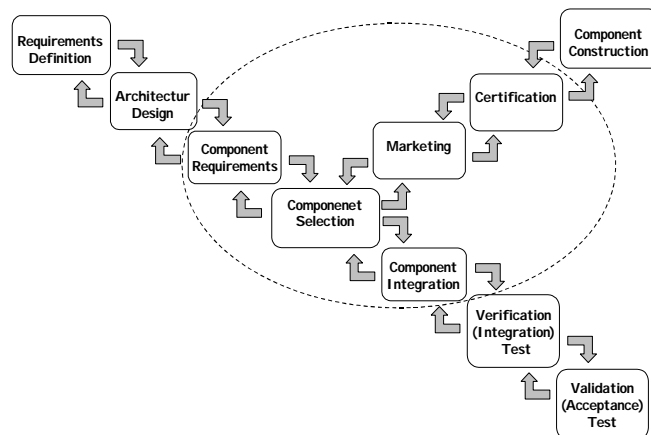 Requirements
Definition
Component
Construction
Architectur
Design
Certification
Component
Requirements
Marketing
Componenet
Selection
Component
Integration
Verification
(Integration)
Test
Validation
(Acceptance)
Test